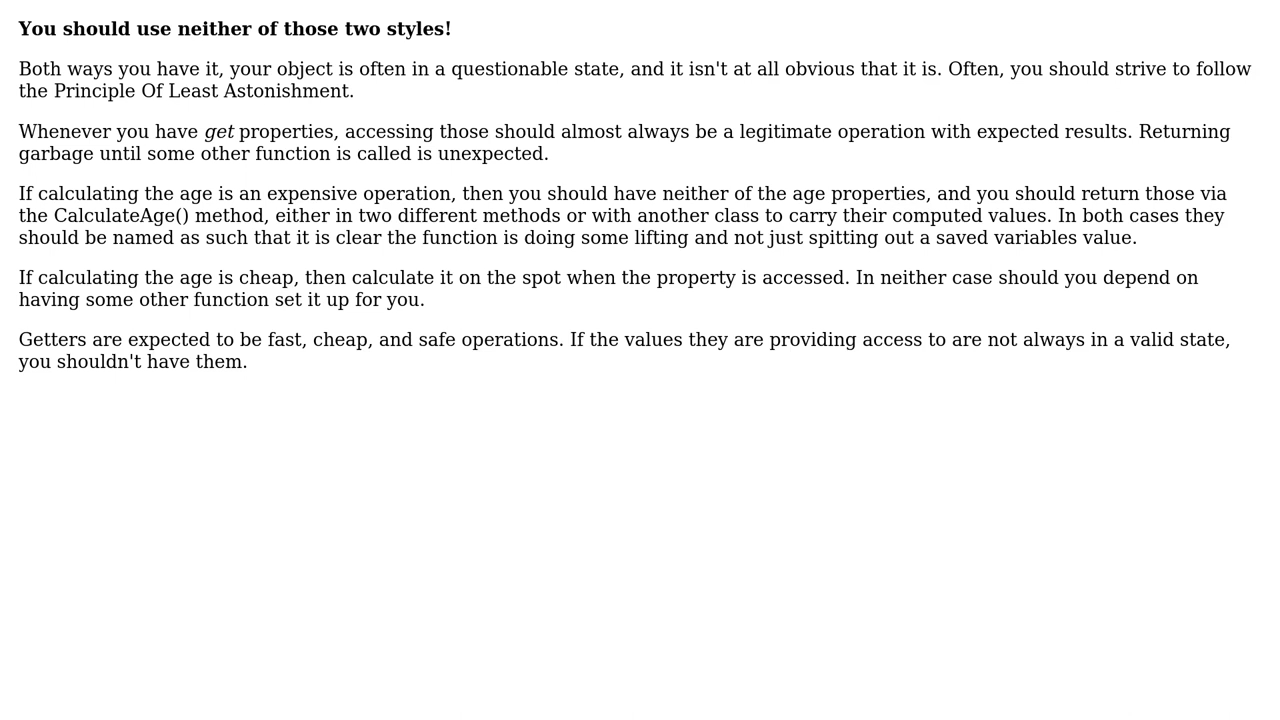 You should use neither of those two styles!
Both ways you have it, your object is often in a questionable state, and it isn't at all obvious that it is. Often, you should strive to follow
the Principle Of Least Astonishment.
Whenever you have get properties, accessing those should almost always be a legitimate operation with expected results. Returning
garbage until some other function is called is unexpected.
If calculating the age is an expensive operation, then you should have neither of the age properties, and you should return those via
the CalculateAge() method, either in two different methods or with another class to carry their computed values. In both cases they
should be named as such that it is clear the function is doing some lifting and not just spitting out a saved variables value.
If calculating the age is cheap, then calculate it on the spot when the property is accessed. In neither case should you depend on
having some other function set it up for you.
Getters are expected to be fast, cheap, and safe operations. If the values they are providing access to are not always in a valid state,
you shouldn't have them.